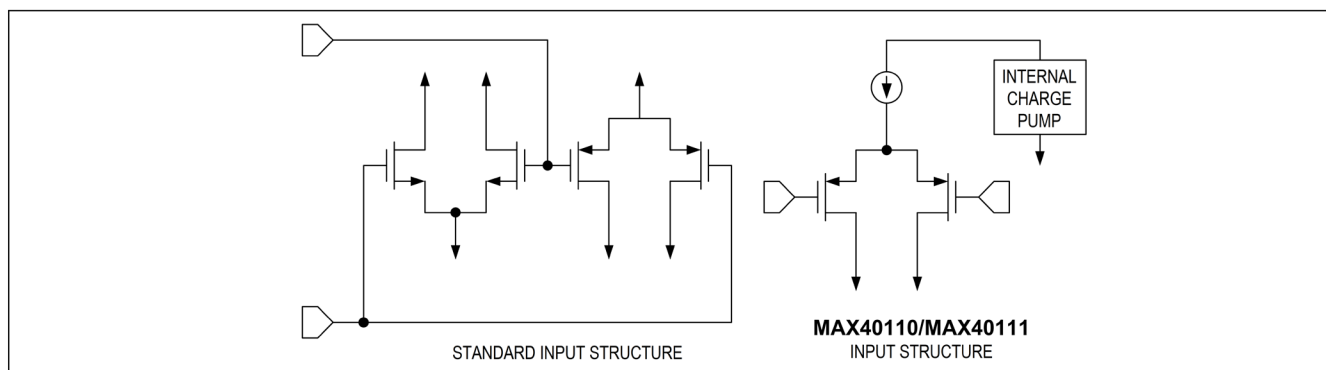 INTERNAL
CHARGE
PUMP
STANDARD INPUT STRUCTURE
MAX40110/MAX40111
INPUT STRUCTURE